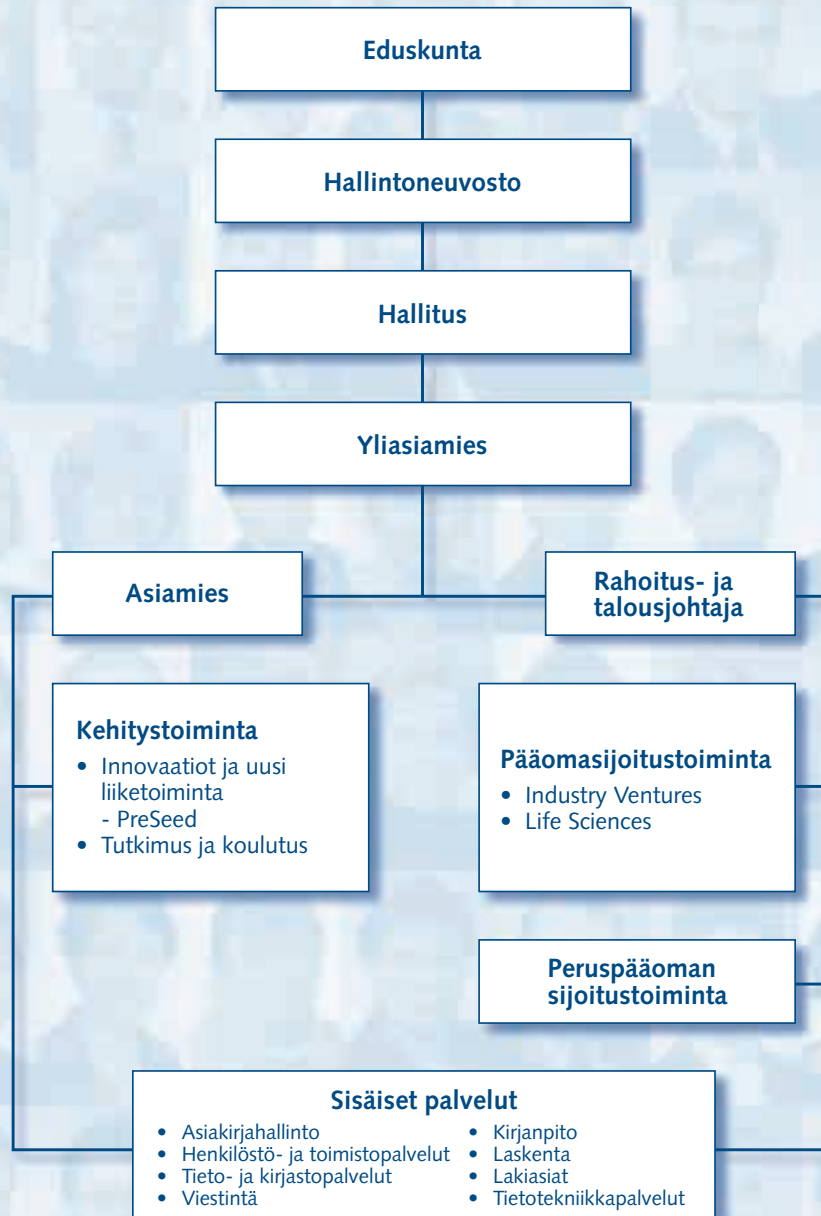 Eduskunta
Hallintoneuvosto
Hallitus
Yliasiamies
Asiamies
Rahoitus- ja
talousjohtaja
Kehitystoiminta
• Innovaatiot ja uusi
liiketoiminta
- PreSeed
• Tutkimus ja koulutus
Pääomasijoitustoiminta
• Industry Ventures
• Life Sciences
Peruspääoman
sijoitustoiminta
Sisäiset palvelut
• Asiakirjahallinto
• Henkilöstö- ja toimistopalvelut
• Tieto- ja kirjastopalvelut
• Viestintä
• Kirjanpito
• Laskenta
• Lakiasiat
• Tietotekniikkapalvelut